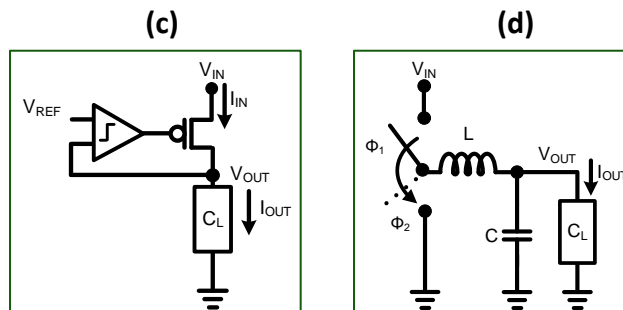 (c)
V_IN
I_IN
V_REF
V_OUT
I_OUT
C_L
(d)
V_IN
L
Φ_1
V_OUT
I_OUT
Φ_2
C
C_L